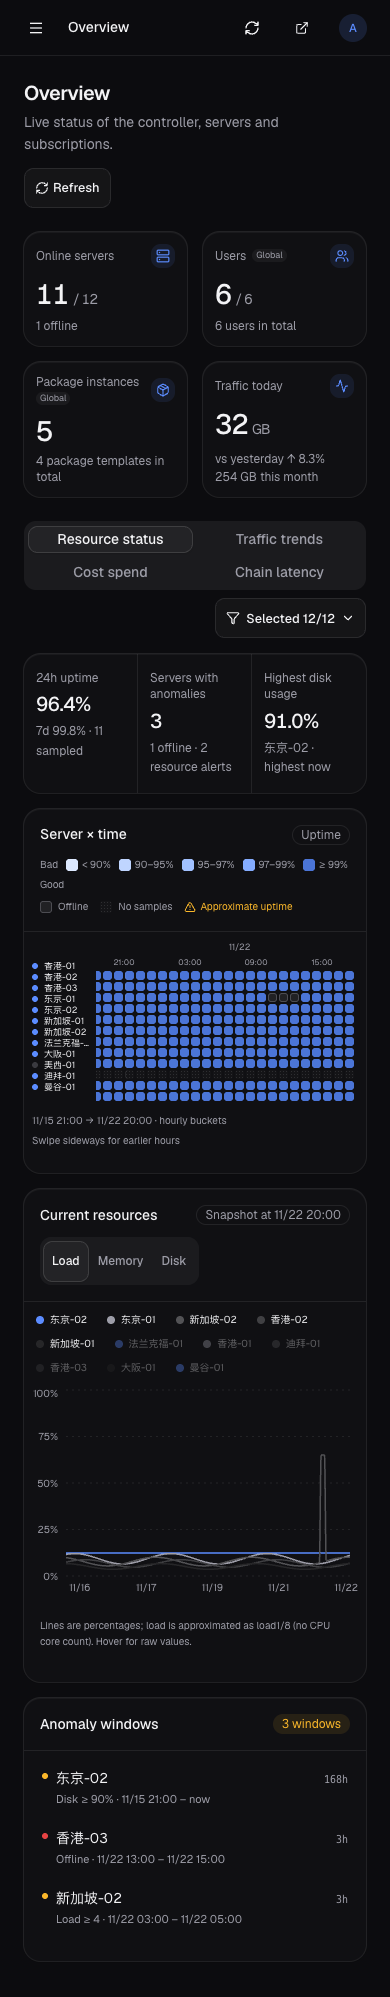 Overview
A
Overview
Live status of the controller, servers and
subscriptions.
Refresh
Online servers
11 / 12
1 offline
Users Global
6 / 6
6 users in total
Package instances
Global
5
4 package templates in
total
Traffic today
32 GB
vs yesterday ↑ 8.3%
254 GB this month
Resource status
Traffic trends
Cost spend
Chain latency
Selected 12/12
24h uptime
96.4%
7d 99.8% · 11
sampled
Servers with
anomalies
3
1 offline · 2
resource alerts
Highest disk
usage
91.0%
东京-02 ·
highest now
Server × time
Uptime
Bad < 90% 90–95% 95–97% 97–99% ≥ 99%
Good
Offline No samples Approximate uptime
11/22
21:00 03:00 09:00 15:00
香港-01
香港-02
香港-03
东京-01
东京-02
新加坡-01
新加坡-02
法兰克福-...
大阪-01
美西-01
迪拜-01
曼谷-01
11/15 21:00 → 11/22 20:00 · hourly buckets
Swipe sideways for earlier hours
Current resources
Snapshot at 11/22 20:00
Load Memory Disk
东京-02 东京-01 新加坡-02 香港-02
新加坡-01 法兰克福-01 香港-01 迪拜-01
香港-03 大阪-01 曼谷-01
100%
75%
50%
25%
0%
11/16 11/17 11/19 11/21 11/22
Lines are percentages; load is approximated as load1/8 (no CPU
core count). Hover for raw values.
Anomaly windows
3 windows
东京-02
168h
Disk ≥ 90% · 11/15 21:00 – now
香港-03
3h
Offline · 11/22 13:00 – 11/22 15:00
新加坡-02
3h
Load ≥ 4 · 11/22 03:00 – 11/22 05:00